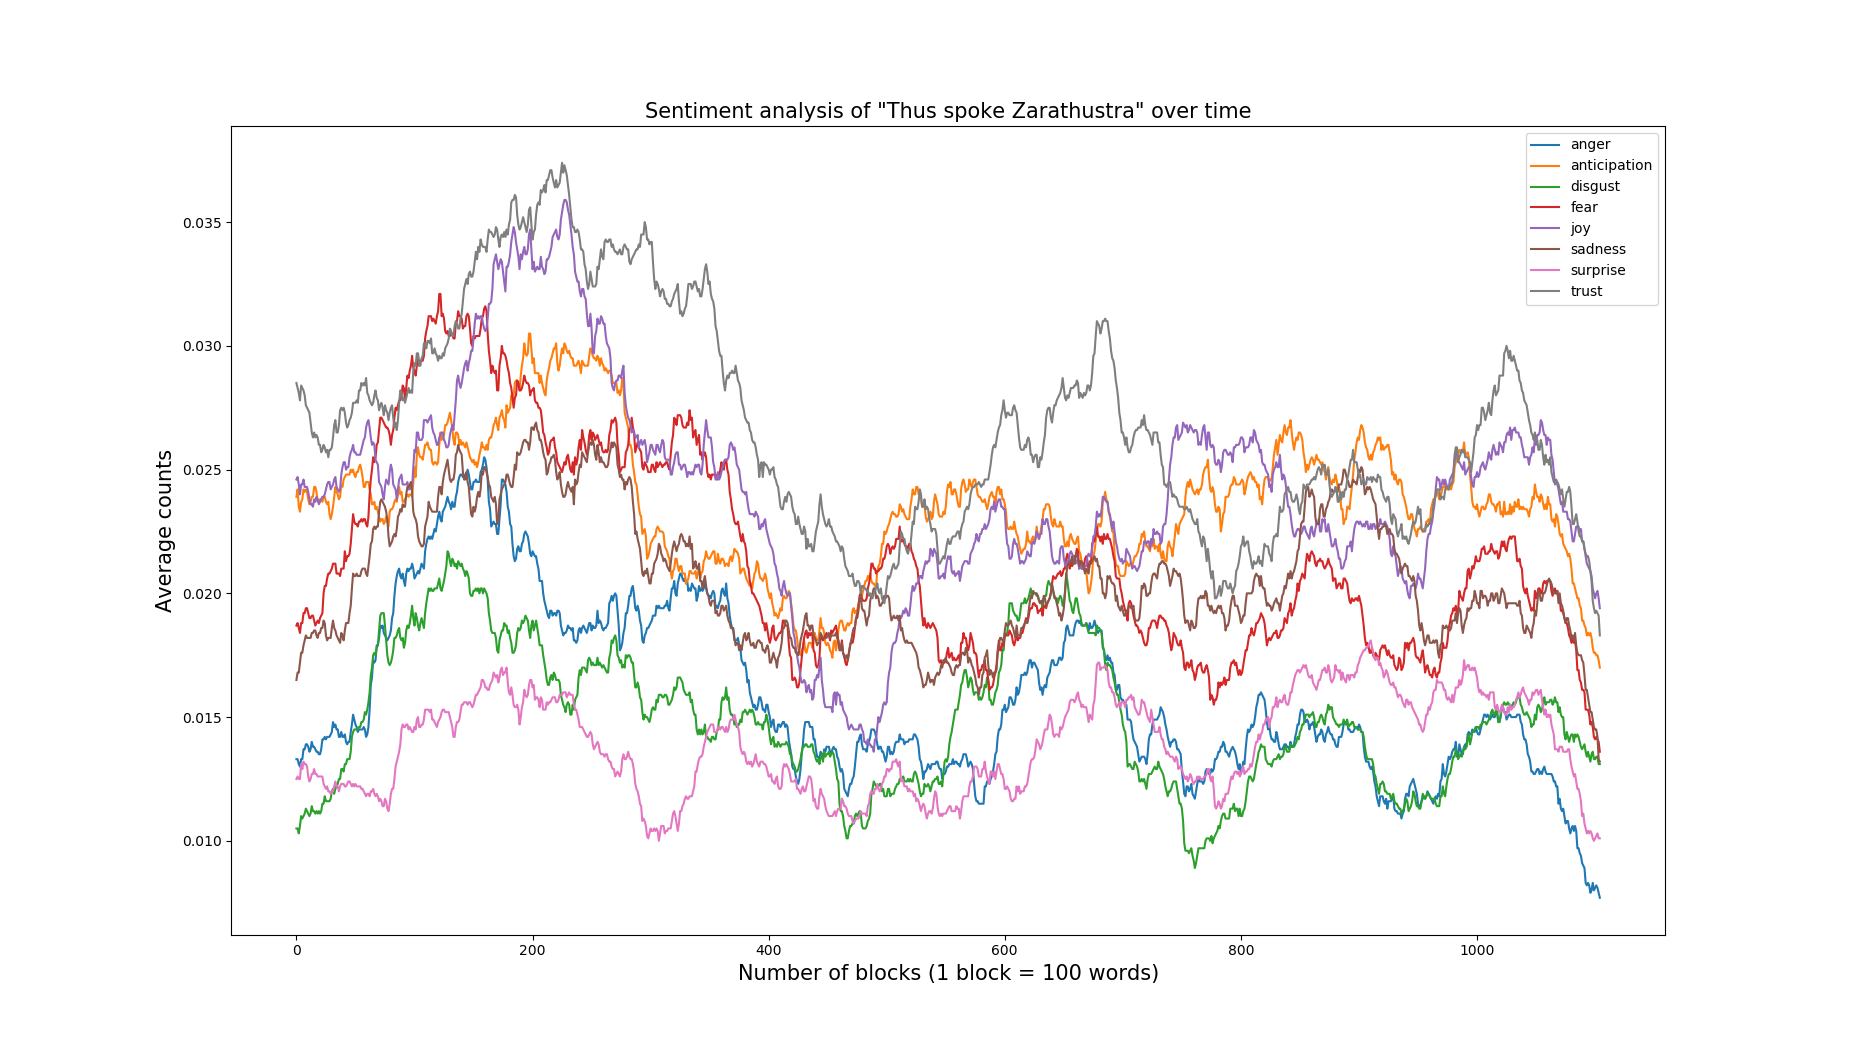 Sentiment analysis of "Thus spoke Zarathustra" over time
anger
anticipation
disgust
fear
joy
sadness
surprise
trust
Average counts
0.035
0.030
0.025
0.020
0.015
0.010
0 200 400 600 800 1000
Number of blocks (1 block = 100 words)